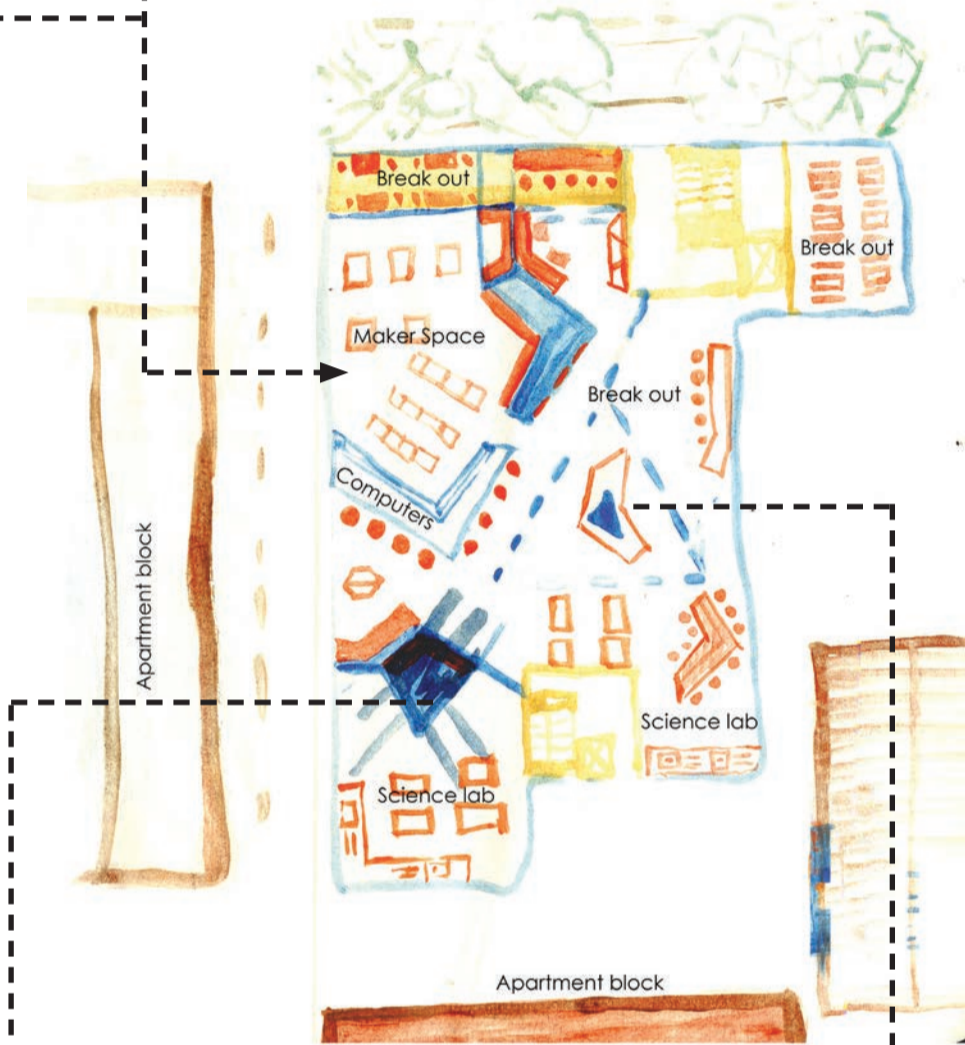 Break out
Break out
Maker Space
Break out
Computers
Apartment block
Science lab
Science lab
Apartment block